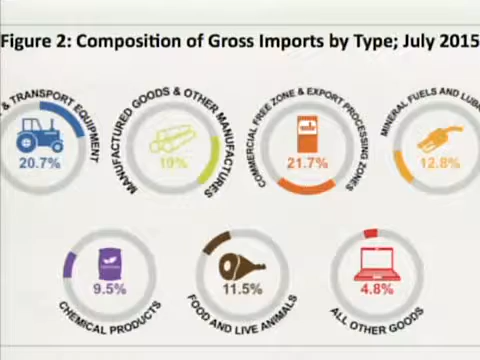 Figure 2: Composition of Gross Imports by Type; July 2015
& TRANSPORT EQUIPMENT
20.7%
MANUFACTURED GOODS & OTHER MANUFACTURES
19%
COMMERCIAL FREE ZONE & EXPORT PROCESSING ZONES
21.7%
MINERAL FUELS AND
12.8%
9.5%
CHEMICAL PRODUCTS
11.5%
FOOD AND LIVE ANIMALS
4.8%
ALL OTHER GOODS